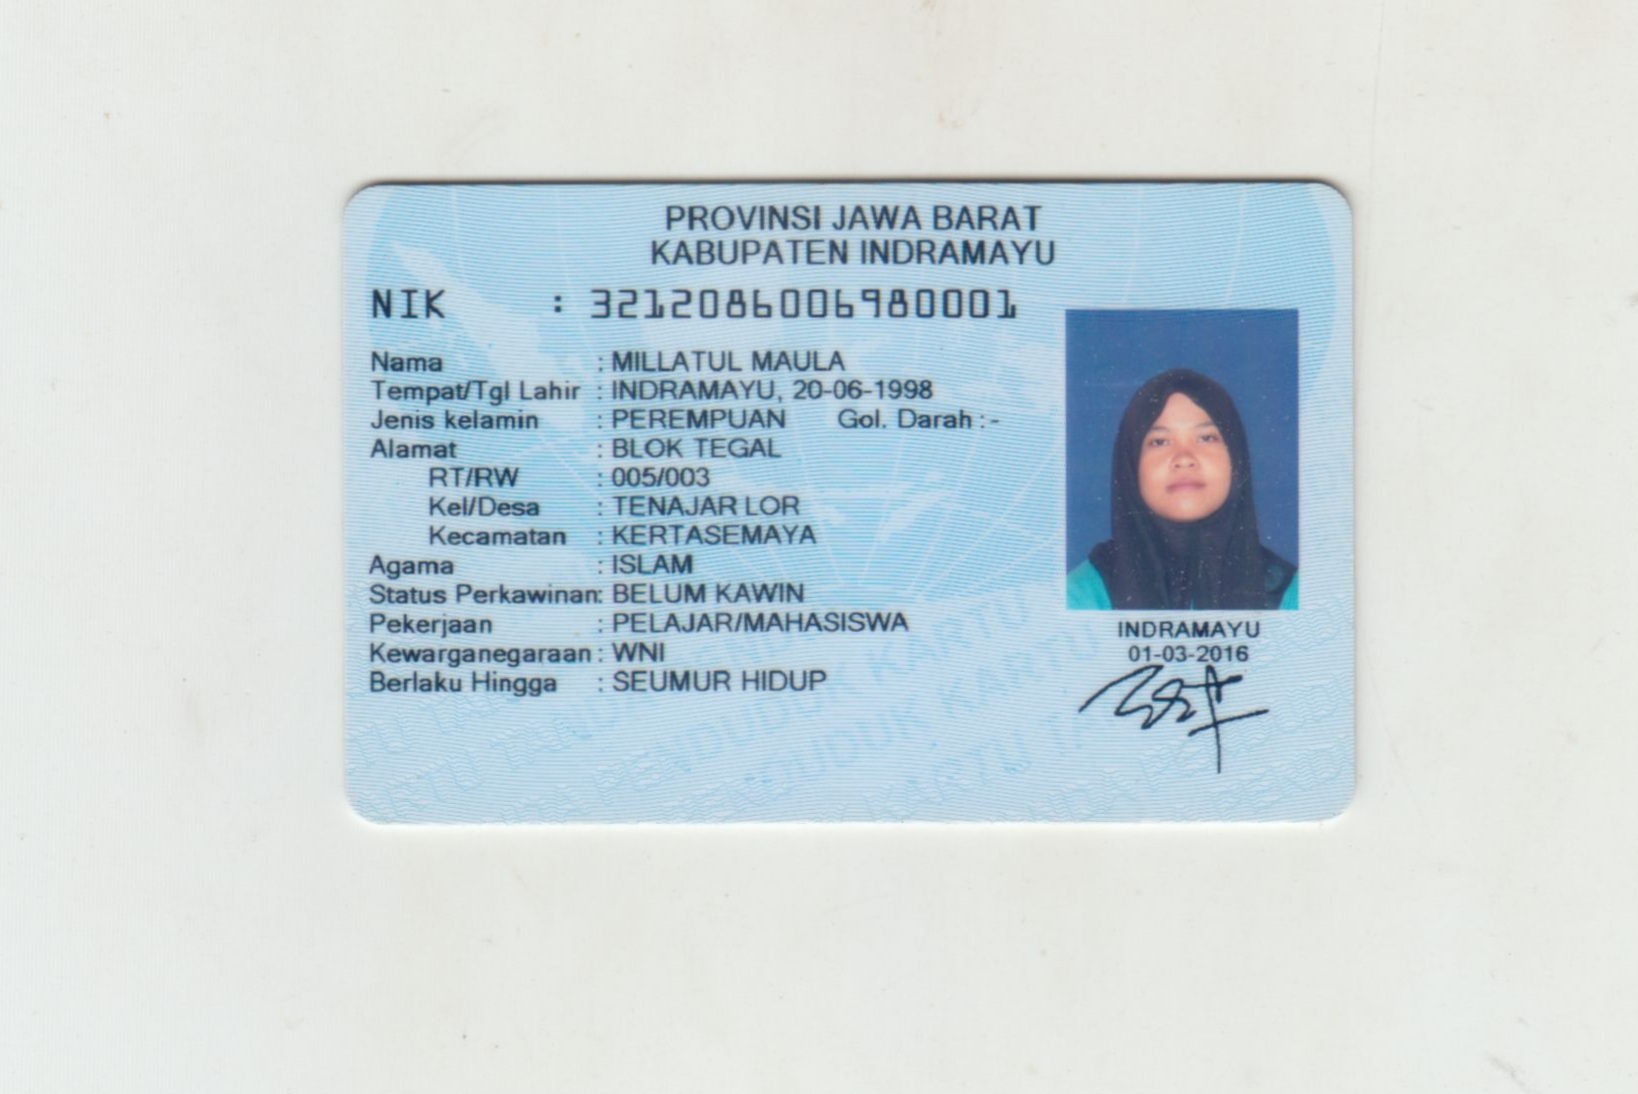 PROVINSI JAWA BARAT
KABUPATEN INDRAMAYU
NIK : 3212086006980001
Nama : MILLATUL MAULA
Tempat/Tgl Lahir : INDRAMAYU, 20-06-1998
Jenis kelamin : PEREMPUAN Gol. Darah : -
Alamat : BLOK TEGAL
RT/RW : 005/003
Kel/Desa : TENAJAR LOR
Kecamatan : KERTASEMAYA
Agama : ISLAM
Status Perkawinan: BELUM KAWIN
Pekerjaan : PELAJAR/MAHASISWA
Kewarganegaraan : WNI
Berlaku Hingga : SEUMUR HIDUP
INDRAMAYU
01-03-2016